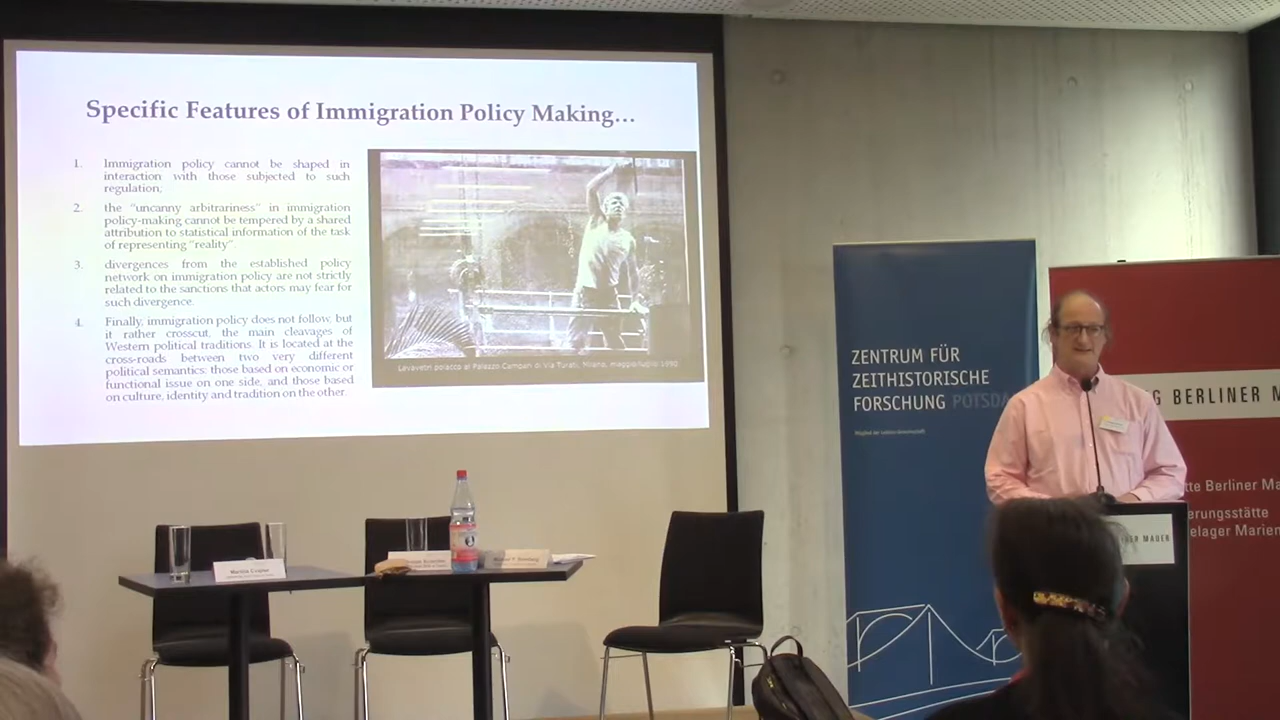 Specific Features of Immigration Policy Making...
1. Immigration policy cannot be shaped in
interaction with those subjected to such
regulation;
2. the "uncanny arbitrariness" in immigration
policy-making cannot be tempered by a shared
attribution to statistical information of the task
of representing "reality".
3. divergences from the established policy
network on immigration policy are not strictly
related to the sanctions that actors may fear for
such divergence.
4. Finally, immigration policy does not follow, but
it rather crosscut, the main cleavages of
Western political traditions. It is located at the
cross-roads between two very different
political semantics: those based on economic or
functional issue on one side, and those based
on culture, identity and tradition on the other.
Lavavetri polacco al Palazzo Campari di Via Turati, Milano, maggio/luglio 1990
ZENTRUM FÜR
ZEITHISTORISCHE
FORSCHUNG POTSDA
G BERLINER M
tte Berliner Ma
erungsstätte
elager Marien
MAUER